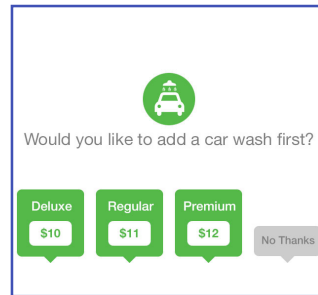 Would you like to add a car wash first?
Deluxe Regular Premium
$10 $11 $12
No Thanks